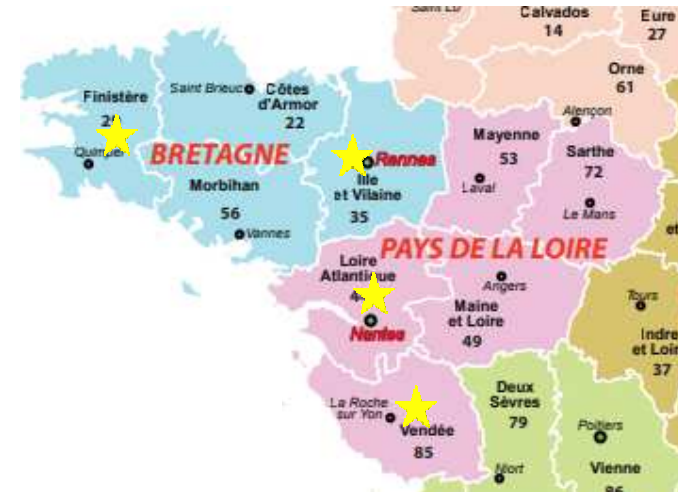 Calvados
14
Eure
27
Orne
61
Finistère
Saint Brieuc
Côtes
d'Armor
22
Alençon
Mayenne
53
Sarthe
72
BRETAGNE
Rennes
Ille
et Vilaine
35
Laval
Le Mans
Morbihan
56
Vannes
PAYS DE LA LOIRE
Loire
Atlantique
Angers
Maine
et Loire
49
Nantes
Tours
Indre
et Loir
37
La Roche
sur Yon
Vendée
85
Deux
Sèvres
79
Poitiers
Niort
Vienne
86